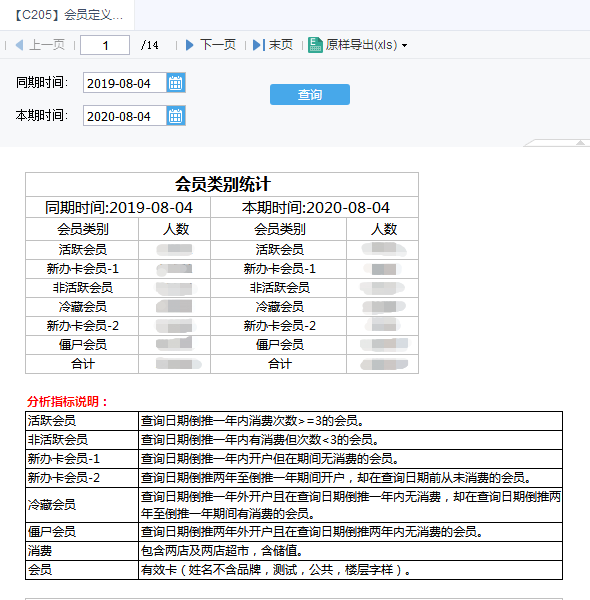 【C205】会员定义...
上一页 1 /14 下一页 末页 原样导出(xls)
同期时间: 2019-08-04
本期时间: 2020-08-04
查询
会员类别统计
同期时间:2019-08-04 本期时间:2020-08-04
会员类别 人数 会员类别 人数
活跃会员 活跃会员
新办卡会员-1 新办卡会员-1
非活跃会员 非活跃会员
冷藏会员 冷藏会员
新办卡会员-2 新办卡会员-2
僵尸会员 僵尸会员
合计 合计
分析指标说明：
活跃会员 查询日期倒推一年内消费次数>=3的会员。
非活跃会员 查询日期倒推一年内有消费但次数<3的会员。
新办卡会员-1 查询日期倒推一年内开户但在期间无消费的会员。
新办卡会员-2 查询日期倒推两年至倒推一年期间开户，却在查询日期前从未消费的会员。
冷藏会员 查询日期倒推一年外开户且在查询日期倒推一年内无消费，却在查询日期倒推两
年至倒推一年期间有消费的会员。
僵尸会员 查询日期倒推两年外开户且在查询日期倒推两年内无消费的会员。
消费 包含两店及两店超市，含储值。
会员 有效卡（姓名不含品牌，测试，公共，楼层字样）。